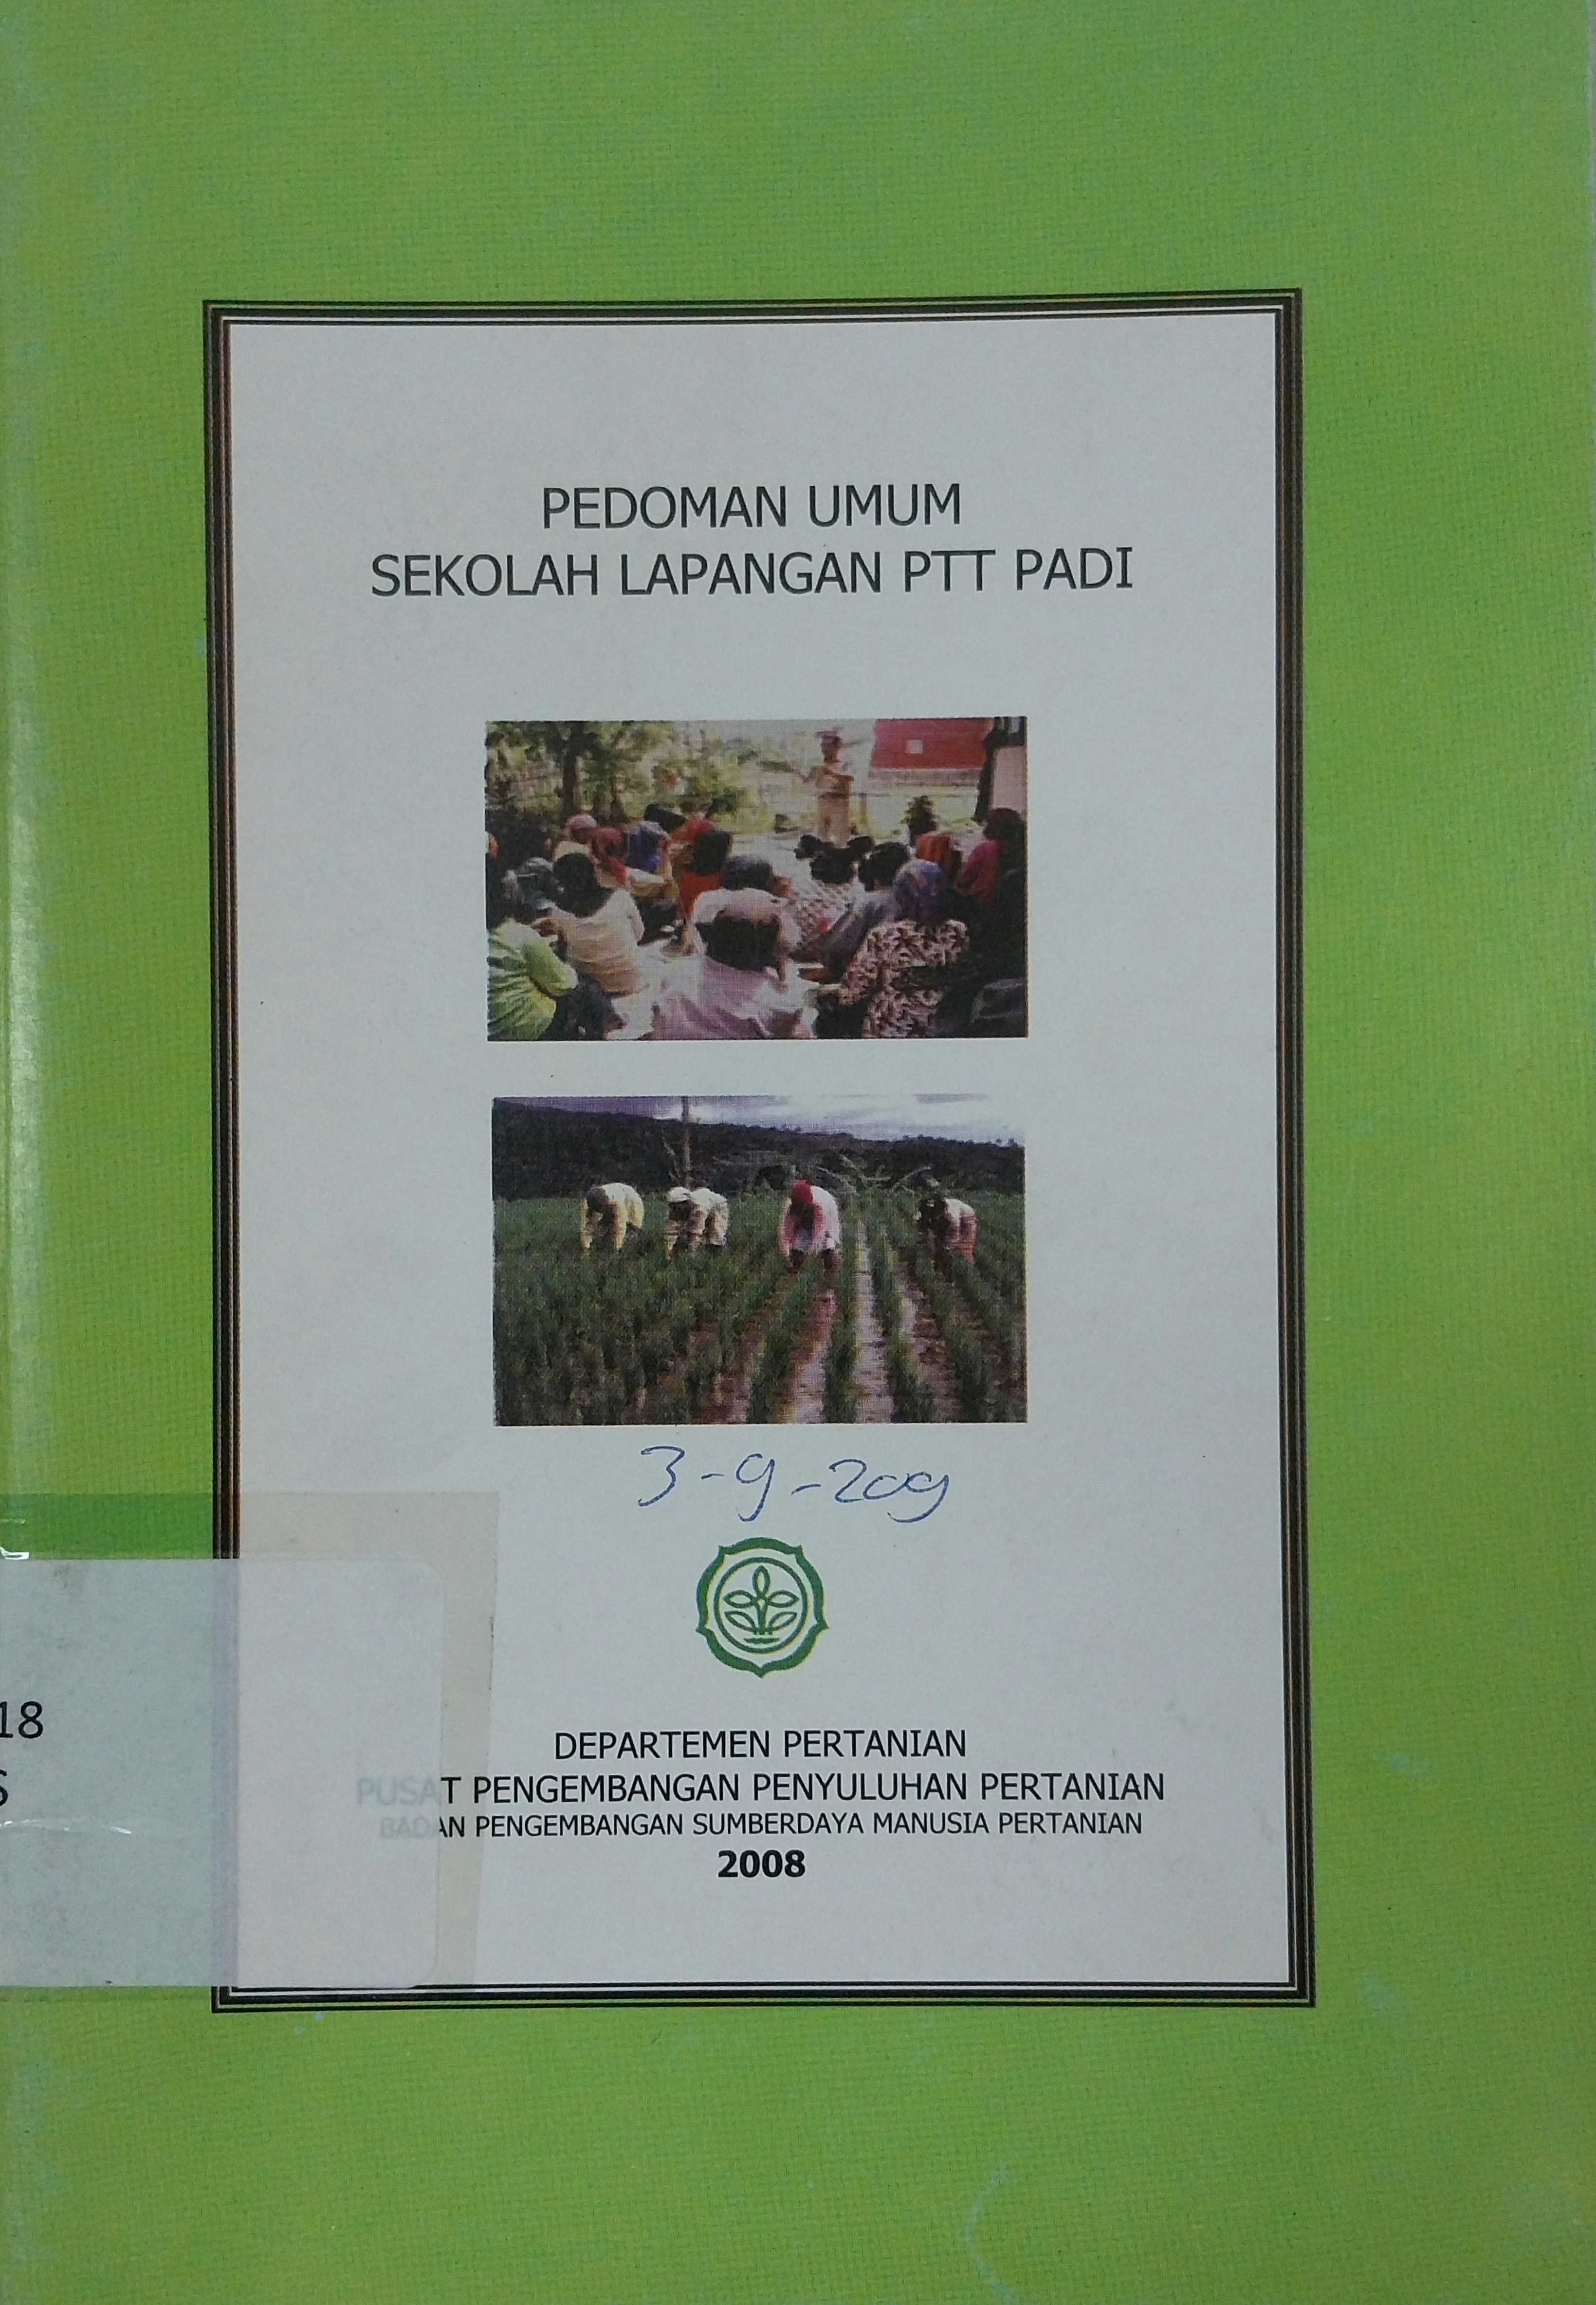 PEDOMAN UMUM
SEKOLAH LAPANGAN PTT PADI
3-9-209
18
S
DEPARTEMEN PERTANIAN
PUSAT PENGEMBANGAN PENYULUHAN PERTANIAN
BADAN PENGEMBANGAN SUMBERDAYA MANUSIA PERTANIAN
2008